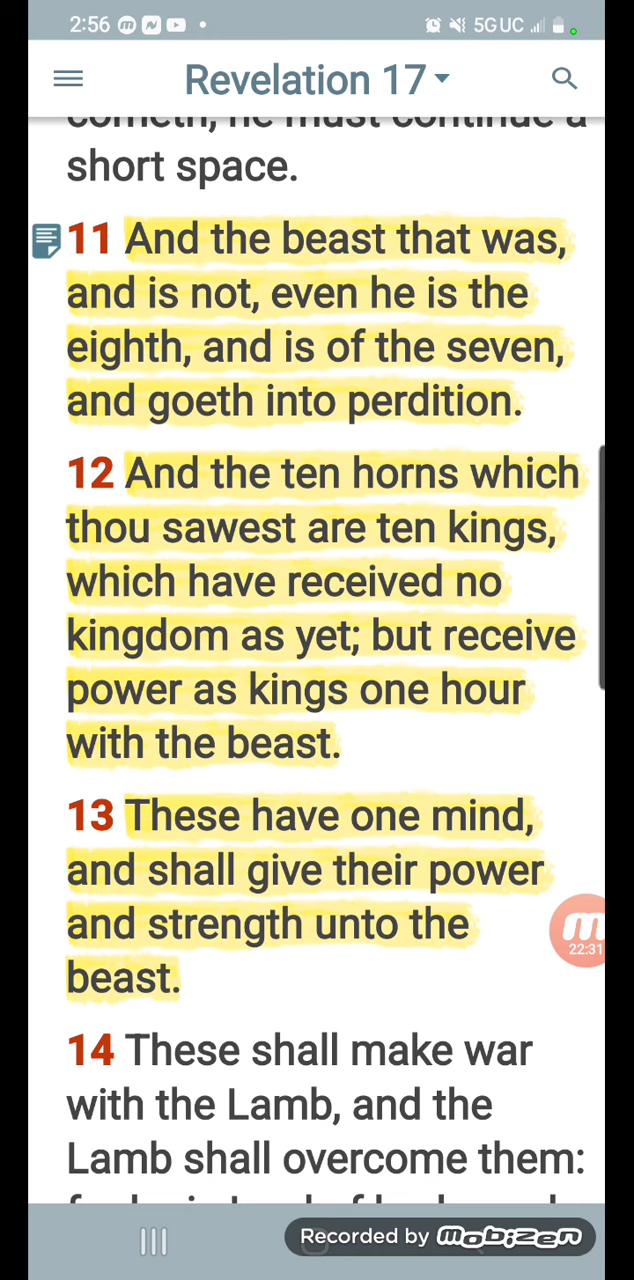 2:56 5G UC
Revelation 17
cometh, he must continue a
short space.
11 And the beast that was,
and is not, even he is the
eighth, and is of the seven,
and goeth into perdition.
12 And the ten horns which
thou sawest are ten kings,
which have received no
kingdom as yet; but receive
power as kings one hour
with the beast.
13 These have one mind,
and shall give their power
and strength unto the
beast.
22:31
14 These shall make war
with the Lamb, and the
Lamb shall overcome them:
Recorded by mobizen